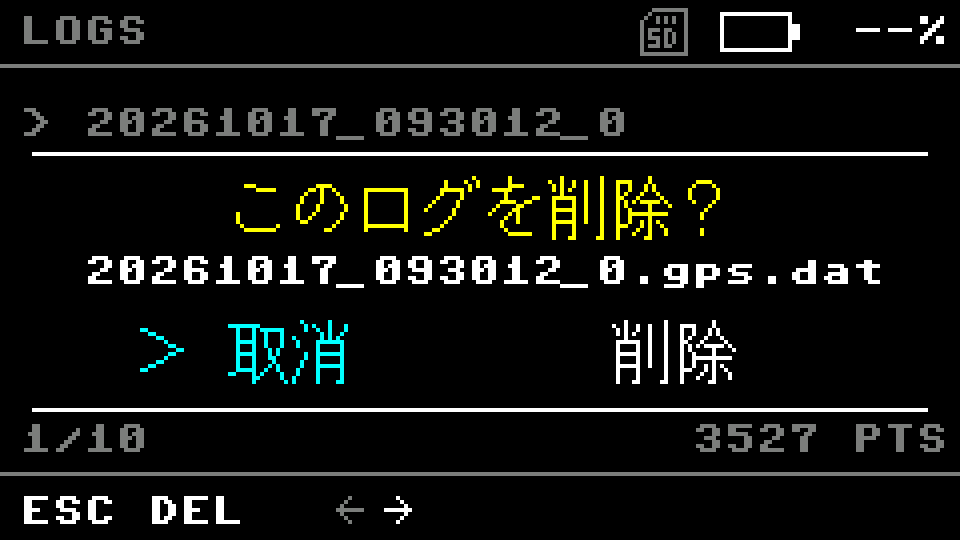 LOGS SD --%
> 20261017_093012_0
このログを削除？
20261017_093012_0.gps.dat
> 取消 削除
1/10 3527 PTS
ESC DEL ← →